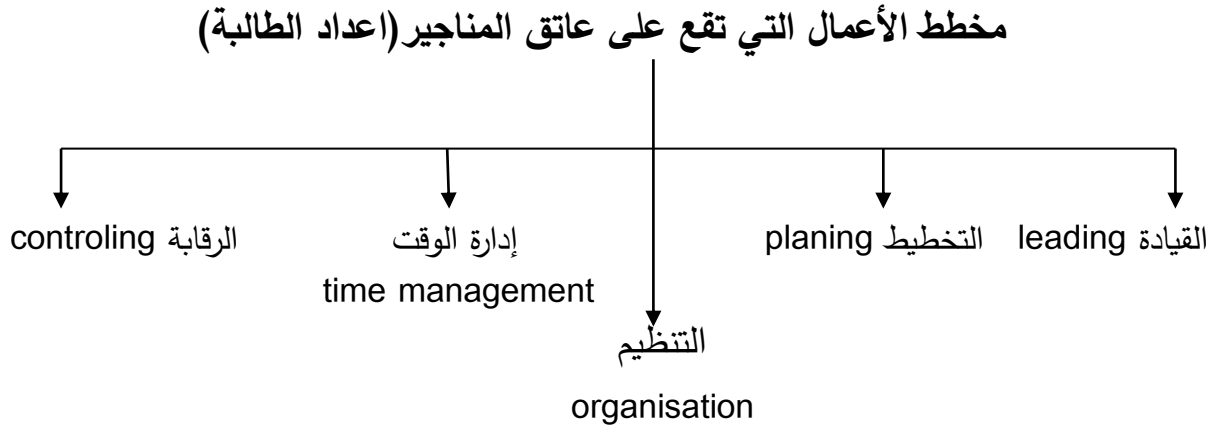 مخطط الأعمال التي تقع على عاتق المناجير(اعداد الطالبة)
القيادة leading
التخطيط planing
إدارة الوقت
time management
الرقابة controling
التنظيم
organisation